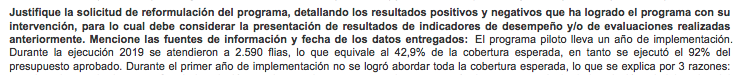 Justifique la solicitud de reformulación del programa, detallando los resultados positivos y negativos que ha logrado el programa con su
intervención, para lo cual debe considerar la presentación de resultados de indicadores de desempeño y/o de evaluaciones realizadas
anteriormente. Mencione las fuentes de información y fecha de los datos entregados: El programa piloto lleva un año de implementación.
Durante la ejecución 2019 se atendieron a 2.590 flias, lo que equivale al 42,9% de la cobertura esperada, en tanto se ejecutó el 92% del
presupuesto aprobado. Durante el primer año de implementación no se logró abordar toda la cobertura esperada, lo que se explica por 3 razones: